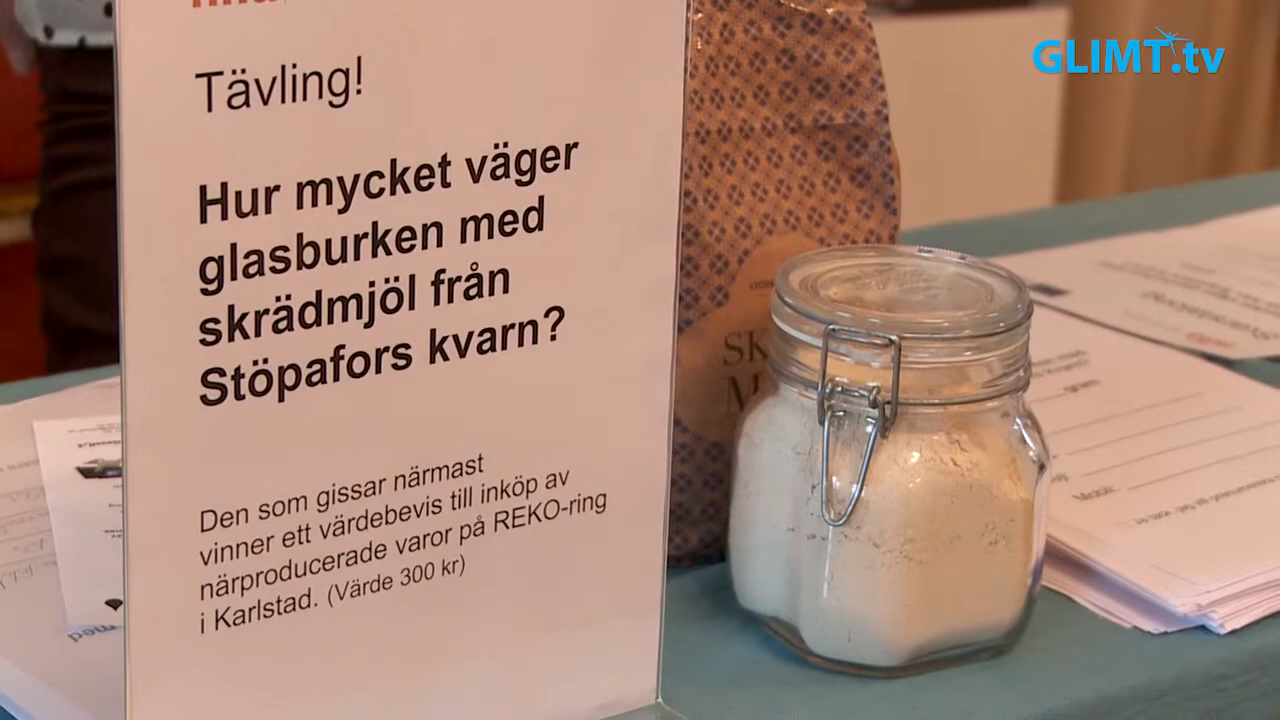 GLIMT.tv
Tävling!
Hur mycket väger
glasburken med
skrädmjöl från
Stöpafors kvarn?
Den som gissar närmast
vinner ett värdebevis till inköp av
närproducerade varor på REKO-ring
i Karlstad. (Värde 300 kr)
SK
M